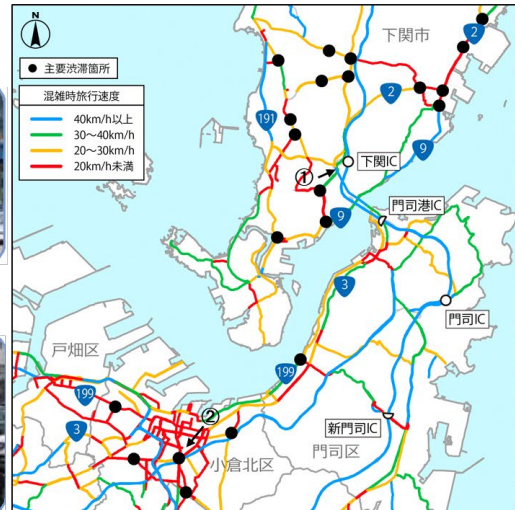 N
● 主要渋滞箇所
混雑時旅行速度
40km/h以上
30～40km/h
20～30km/h
20km/h未満
下関市
2
191
2
9
下関IC
①
門司港IC
9
3
門司IC
戸畑区
199
199
②
3
新門司IC
小倉北区
門司区